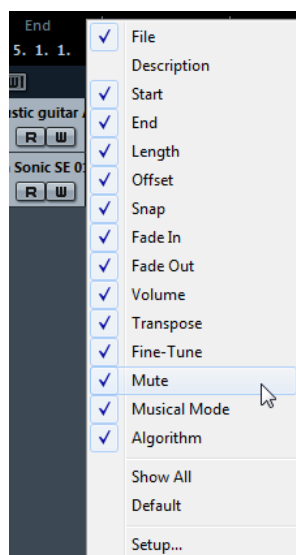 End
5. 1. 1.
File
Description
Start
stic guitar
End
R W
Length
Sonic SE 0
Offset
R W
Snap
Fade In
Fade Out
Volume
Transpose
Fine-Tune
Mute
Musical Mode
Algorithm
Show All
Default
Setup...